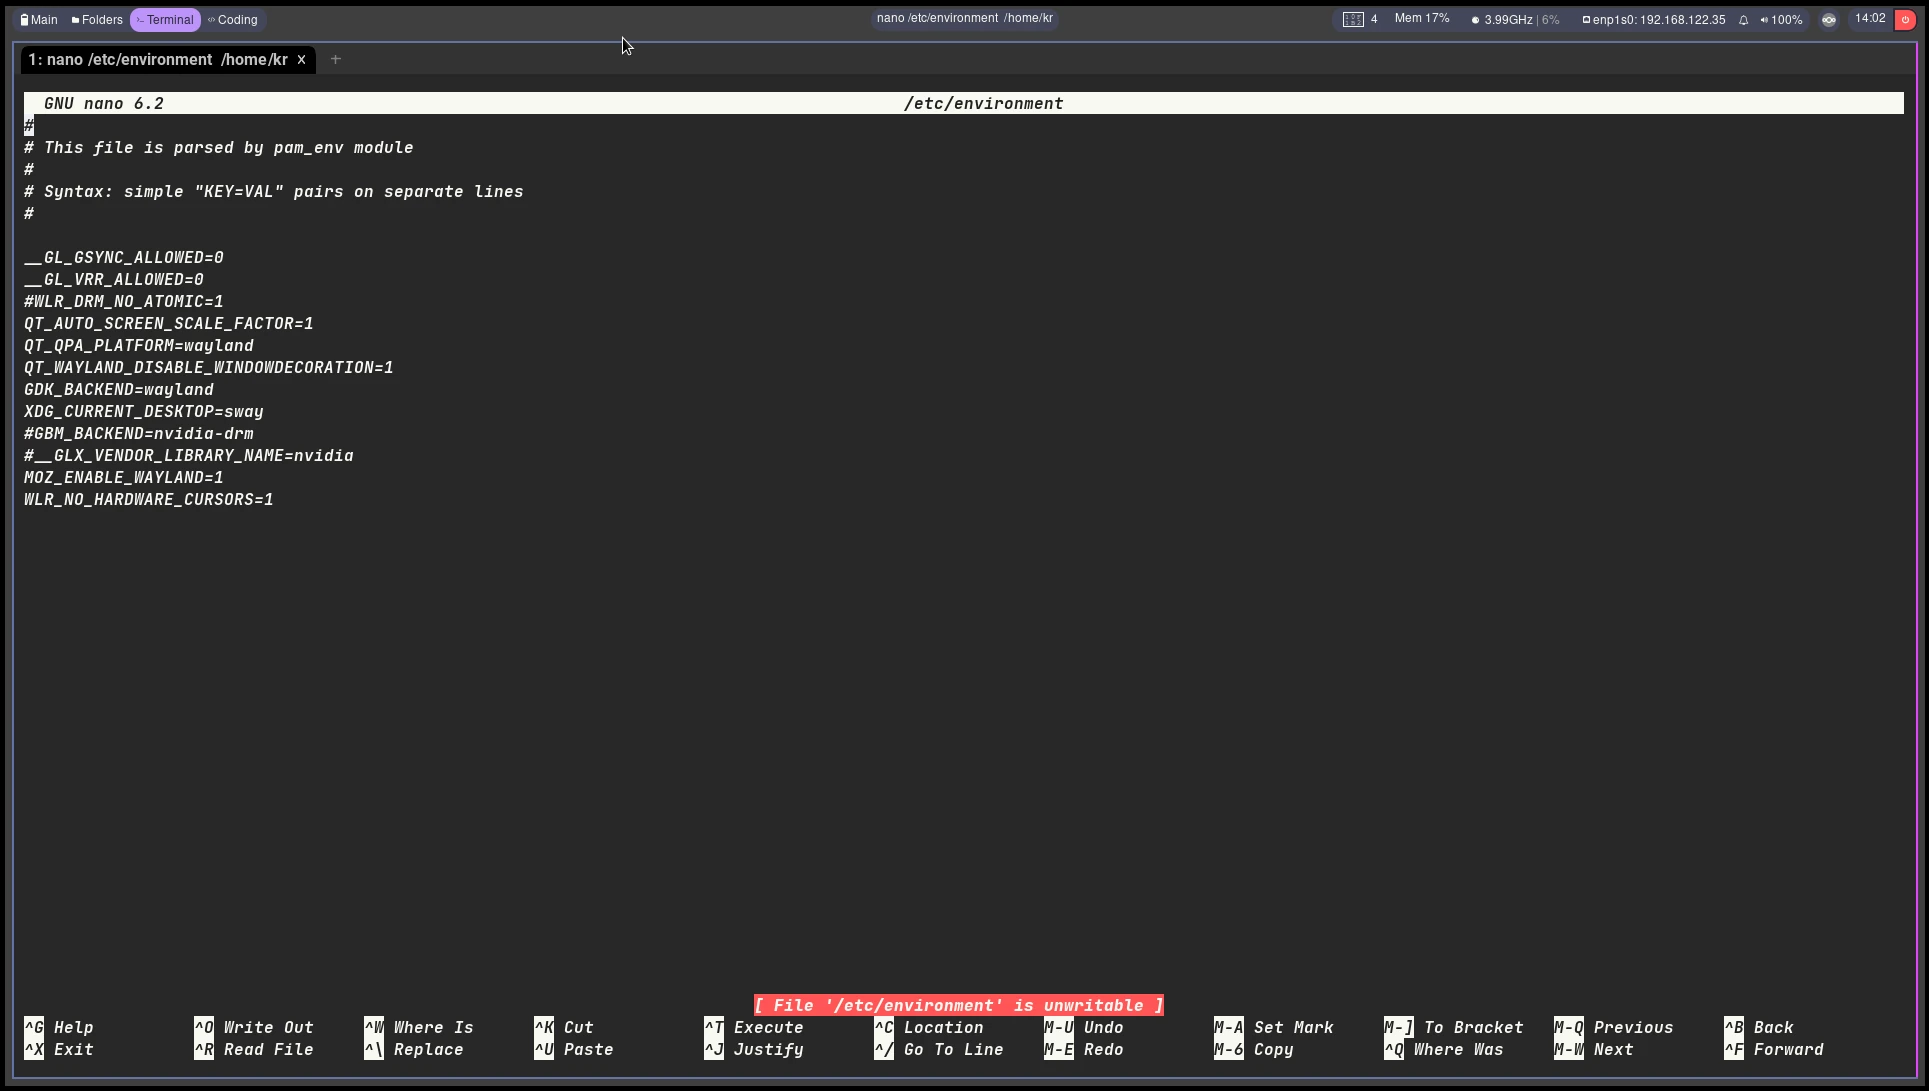 Main Folders Terminal Coding nano /etc/environment /home/kr 4 Mem 17% 3.99GHz | 6% enp1s0: 192.168.122.35 100% 14:02
1: nano /etc/environment /home/kr x +
GNU nano 6.2 /etc/environment
#
# This file is parsed by pam_env module
#
# Syntax: simple "KEY=VAL" pairs on separate lines
#
__GL_GSYNC_ALLOWED=0
__GL_VRR_ALLOWED=0
#WLR_DRM_NO_ATOMIC=1
QT_AUTO_SCREEN_SCALE_FACTOR=1
QT_QPA_PLATFORM=wayland
QT_WAYLAND_DISABLE_WINDOWDECORATION=1
GDK_BACKEND=wayland
XDG_CURRENT_DESKTOP=sway
#GBM_BACKEND=nvidia-drm
#__GLX_VENDOR_LIBRARY_NAME=nvidia
MOZ_ENABLE_WAYLAND=1
WLR_NO_HARDWARE_CURSORS=1
[ File '/etc/environment' is unwritable ]
^G Help ^O Write Out ^W Where Is ^K Cut ^T Execute ^C Location M-U Undo M-A Set Mark M-] To Bracket M-Q Previous ^B Back
^X Exit ^R Read File ^\ Replace ^U Paste ^J Justify ^/ Go To Line M-E Redo M-6 Copy ^Q Where Was M-W Next ^F Forward